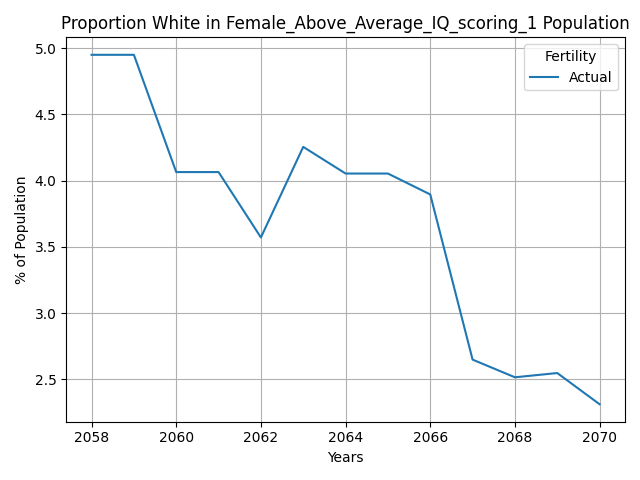 Proportion White in Female_Above_Average_IQ_scoring_1 Population
Fertility
Actual
% of Population
5.0
4.5
4.0
3.5
3.0
2.5
2058
2060
2062
2064
2066
2068
2070
Years